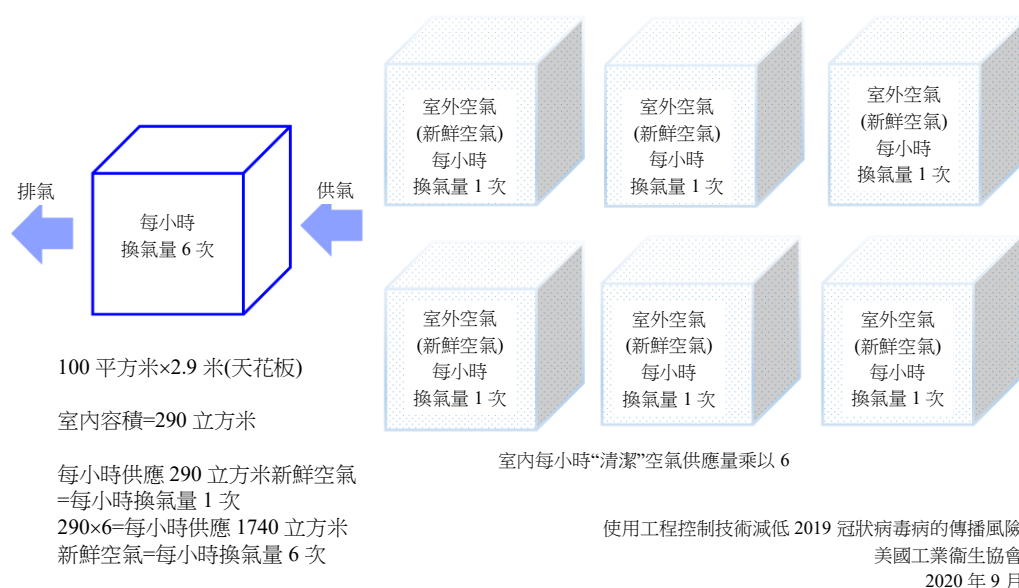 排氣
每小時
換氣量 6 次
供氣
室外空氣
(新鮮空氣)
每小時
換氣量 1 次
室外空氣
(新鮮空氣)
每小時
換氣量 1 次
室外空氣
(新鮮空氣)
每小時
換氣量 1 次
室外空氣
(新鮮空氣)
每小時
換氣量 1 次
室外空氣
(新鮮空氣)
每小時
換氣量 1 次
室外空氣
(新鮮空氣)
每小時
換氣量 1 次
100 平方米×2.9 米(天花板)
室內容積=290 立方米
每小時供應 290 立方米新鮮空氣
=每小時換氣量 1 次
290×6=每小時供應 1740 立方米
新鮮空氣=每小時換氣量 6 次
室內每小時“清潔”空氣供應量乘以 6
使用工程控制技術減低 2019 冠狀病毒病的傳播風險
美國工業衞生協會
2020 年 9 月